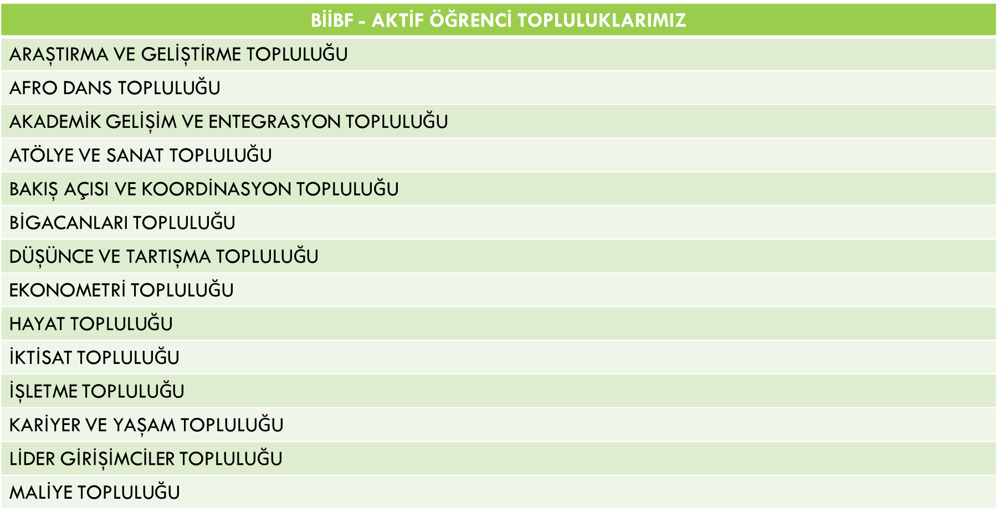 BİİBF - AKTİF ÖĞRENCİ TOPLULUKLARIMIZ
ARAŞTIRMA VE GELİŞTİRME TOPLULUĞU
AFRO DANS TOPLULUĞU
AKADEMİK GELİŞİM VE ENTEGRASYON TOPLULUĞU
ATÖLYE VE SANAT TOPLULUĞU
BAKIŞ AÇISI VE KOORDİNASYON TOPLULUĞU
BİGACANLARI TOPLULUĞU
DÜŞÜNCE VE TARTIŞMA TOPLULUĞU
EKONOMETRİ TOPLULUĞU
HAYAT TOPLULUĞU
İKTİSAT TOPLULUĞU
İŞLETME TOPLULUĞU
KARİYER VE YAŞAM TOPLULUĞU
LİDER GİRİŞİMCİLER TOPLULUĞU
MALİYE TOPLULUĞU